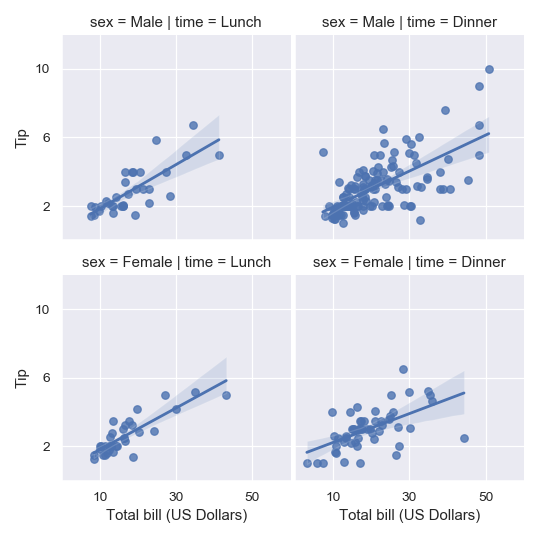 sex = Male | time = Lunch
sex = Male | time = Dinner
10
6
2
Tip
sex = Female | time = Lunch
sex = Female | time = Dinner
10
6
2
Tip
10 30 50
10 30 50
Total bill (US Dollars)
Total bill (US Dollars)